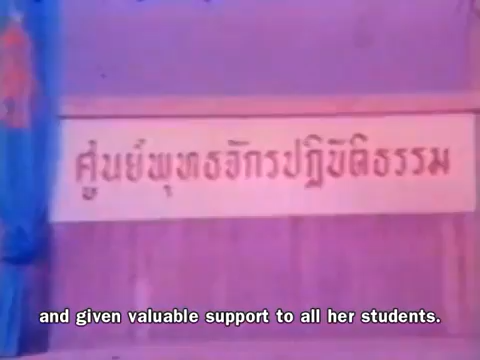 ศูนย์พุทธจักรปฏิบัติธรรม
and given valuable support to all her students.